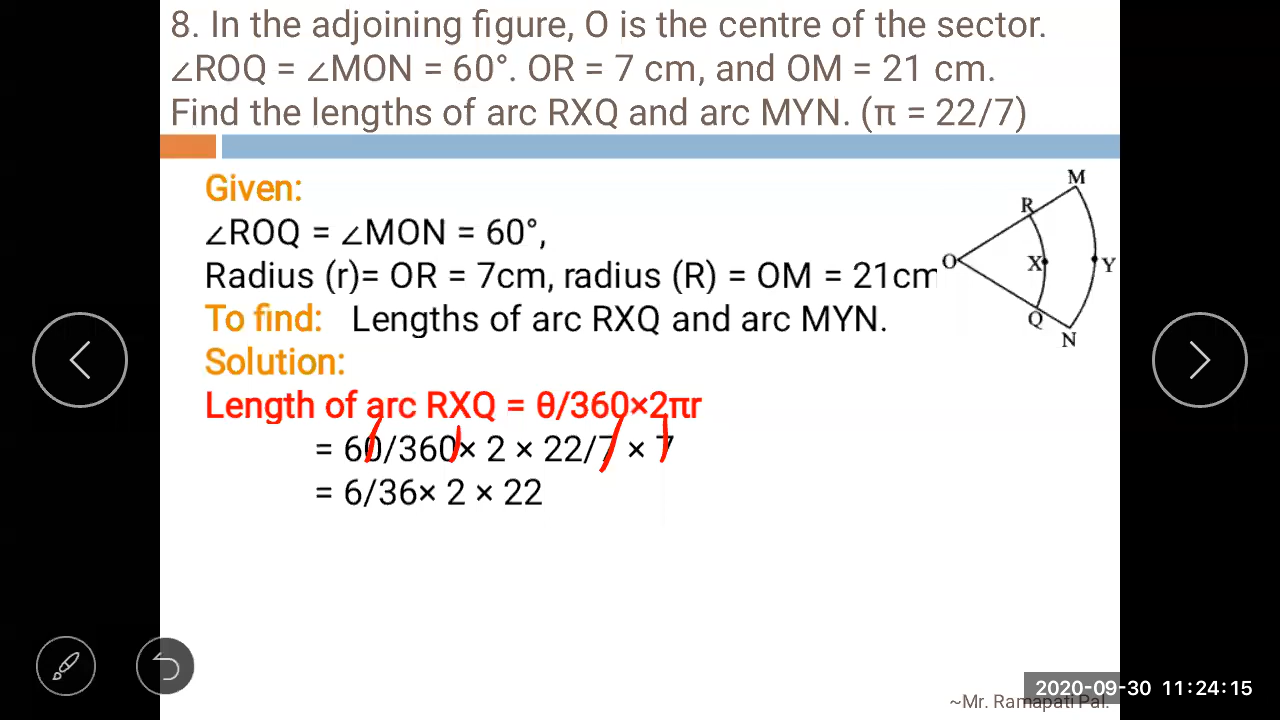 8. In the adjoining figure, O is the centre of the sector.
∠ROQ = ∠MON = 60°. OR = 7 cm, and OM = 21 cm.
Find the lengths of arc RXQ and arc MYN. (π = 22/7)
Given:
∠ROQ = ∠MON = 60°,
Radius (r)= OR = 7cm, radius (R) = OM = 21cm
To find: Lengths of arc RXQ and arc MYN.
Solution:
Length of arc RXQ = θ/360×2πr
= 60/360× 2 × 22/7 × 7
= 6/36× 2 × 22
M
R
O
X
Y
Q
N
2020-09-30 11:24:15
~Mr. Ramapati Pal.